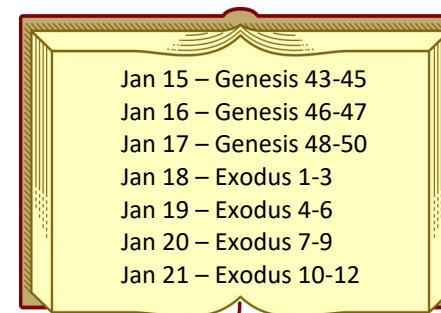 Jan 15 – Genesis 43-45
Jan 16 – Genesis 46-47
Jan 17 – Genesis 48-50
Jan 18 – Exodus 1-3
Jan 19 – Exodus 4-6
Jan 20 – Exodus 7-9
Jan 21 – Exodus 10-12